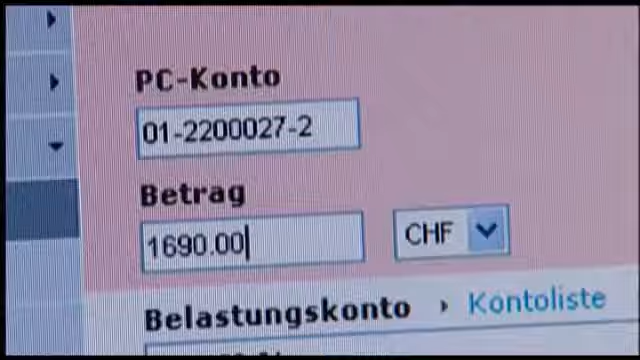 PC-Konto
01-2200027-2
Betrag
1690.00 CHF
Belastungskonto Kontoliste